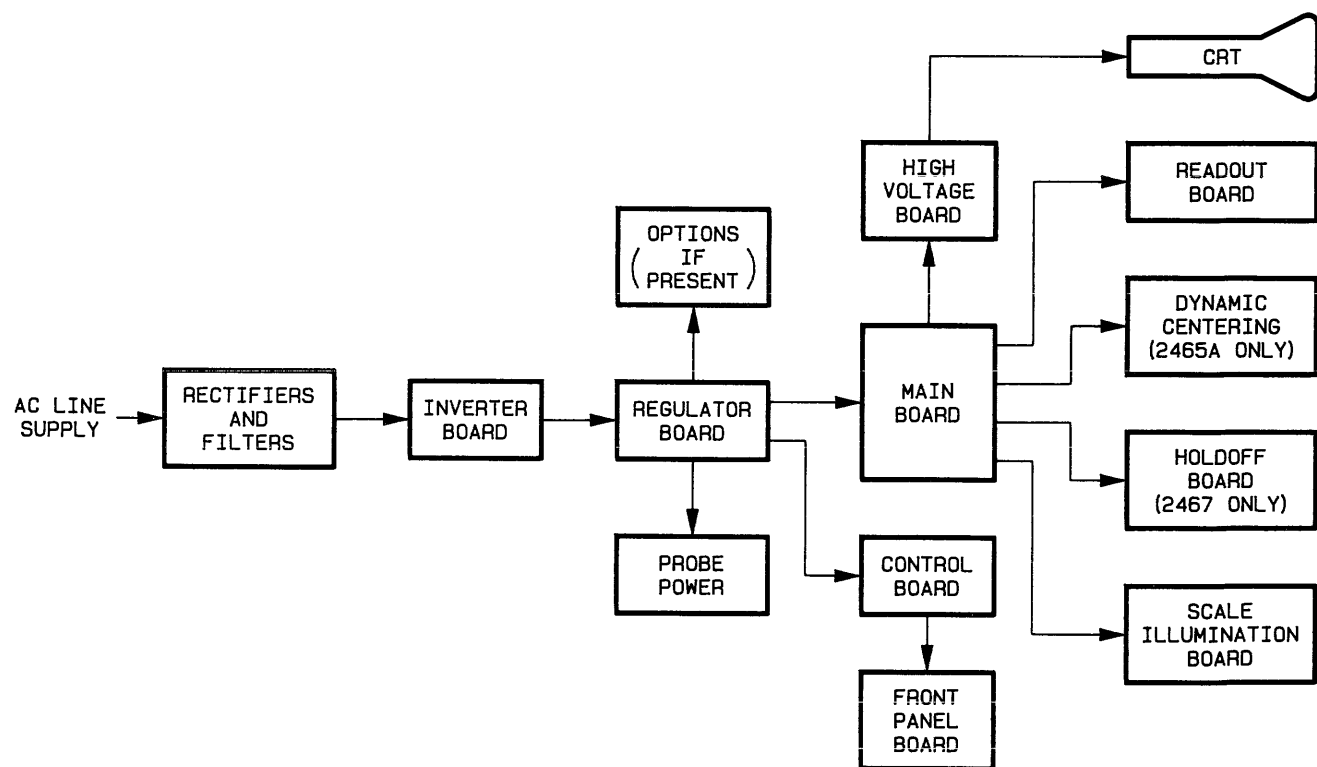 AC LINE
SUPPLY
RECTIFIERS
AND
FILTERS
INVERTER
BOARD
OPTIONS
( IF )
PRESENT
REGULATOR
BOARD
PROBE
POWER
HIGH
VOLTAGE
BOARD
MAIN
BOARD
CONTROL
BOARD
FRONT
PANEL
BOARD
CRT
READOUT
BOARD
DYNAMIC
CENTERING
(2465A ONLY)
HOLDOFF
BOARD
(2467 ONLY)
SCALE
ILLUMINATION
BOARD